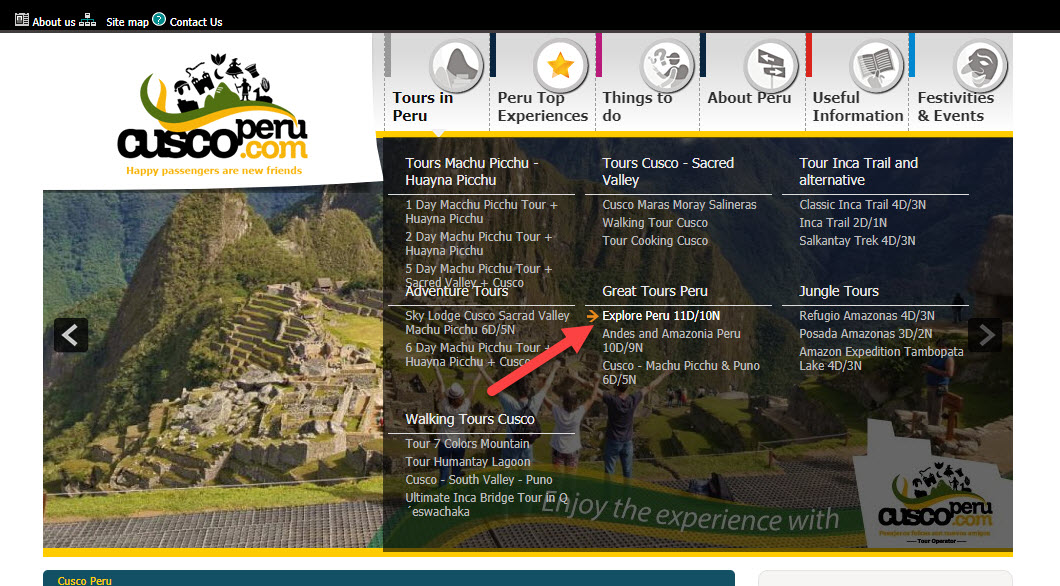 About us
Site map
?
Contact Us
cuscoperu
.com
Happy passengers are new friends
Tours in
Peru
Peru Top
Experiences
Things to
do
About Peru
Useful
Information
Festivities
& Events
Tours Machu Picchu -
Huayna Picchu
1 Day Macchu Picchu Tour +
Huayna Picchu
2 Day Machu Picchu Tour +
Huayna Picchu
5 Day Machu Picchu Tour +
Sacred Valley + Cusco
Tours Cusco - Sacred
Valley
Cusco Maras Moray Salineras
Walking Tour Cusco
Tour Cooking Cusco
Tour Inca Trail and
alternative
Classic Inca Trail 4D/3N
Inca Trail 2D/1N
Salkantay Trek 4D/3N
Adventure Tours
Sky Lodge Cusco Sacrad Valley
Machu Picchu 6D/5N
6 Day Machu Picchu Tour +
Huayna Picchu + Cusco
Great Tours Peru
Explore Peru 11D/10N
Andes and Amazonia Peru
10D/9N
Cusco - Machu Picchu & Puno
6D/5N
Jungle Tours
Refugio Amazonas 4D/3N
Posada Amazonas 3D/2N
Amazon Expedition Tambopata
Lake 4D/3N
Walking Tours Cusco
Tour 7 Colors Mountain
Tour Humantay Lagoon
Cusco - South Valley - Puno
Ultimate Inca Bridge Tour in Q
´eswachaka
Enjoy the experience with
cuscoperu
.com
Pasajeros felices son nuevos amigos
Tour Operator
Cusco Peru